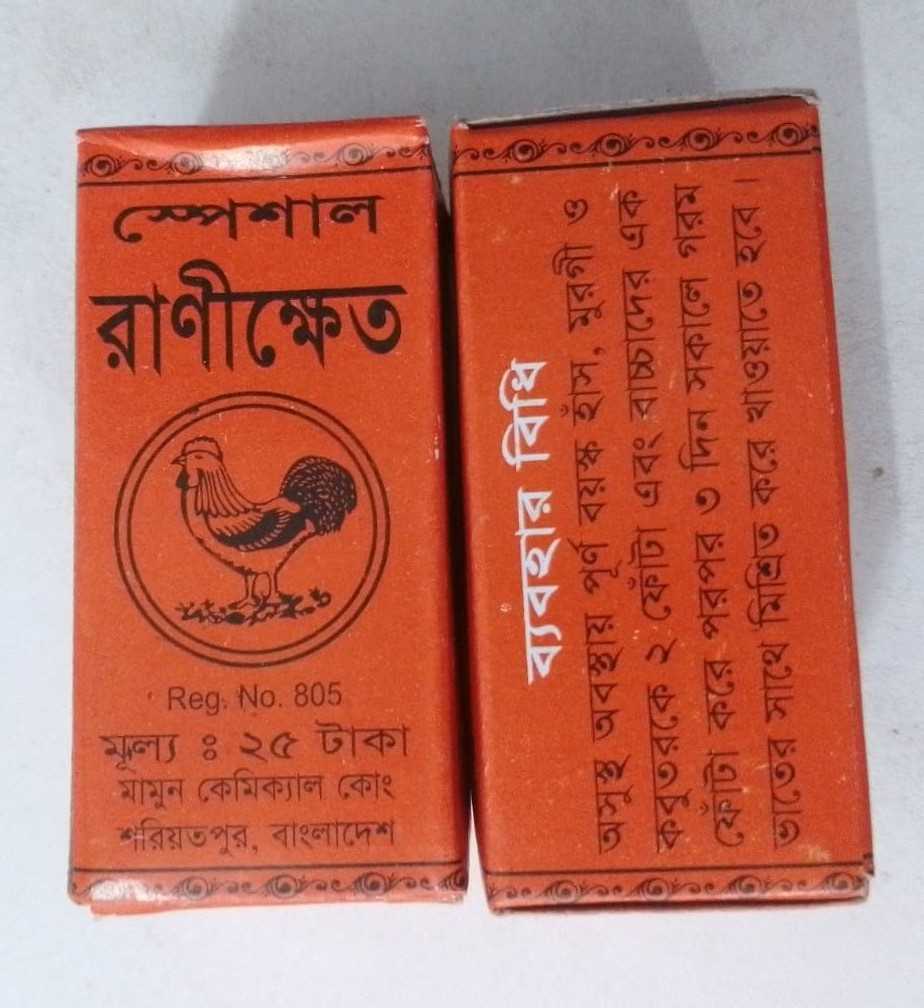 স্পেশাল
রাণীক্ষেত
Reg. No. 805
মূল্য ঃ ২৫ টাকা
মামুন কেমিক্যাল কোং
শরিয়তপুর, বাংলাদেশ
ব্যবহার বিধি
অসুস্থ অবস্থায় পূর্ণ বয়স্ক হাঁস, মুরগী ও
কবুতরকে ২ ফোঁটা এবং বাচ্চাদের এক
ফোঁটা করে পরপর ৩ দিন সকালে গরম
ভাতের সাথে মিশ্রিত করে খাওয়াতে হবে।